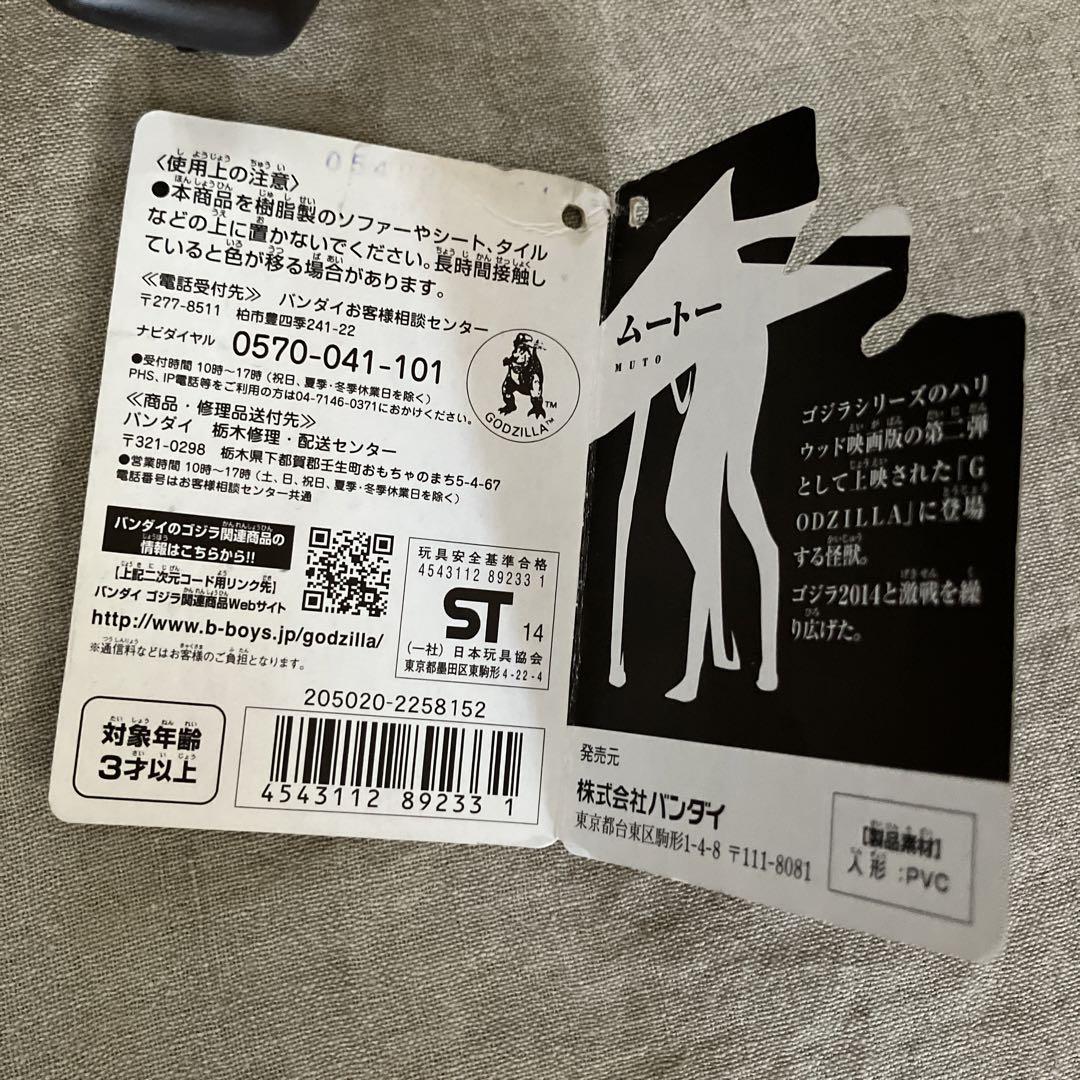 〈使用上の注意〉
●本商品を樹脂製のソファーやシート、タイル
などの上に置かないでください。長時間接触し
ていると色が移る場合があります。
≪電話受付先≫ バンダイお客様相談センター
〒277-8511 柏市豊四季241-22
ナビダイヤル 0570-041-101
●受付時間 10時～17時(祝日、夏季・冬季休業日を除く)
PHS、IP電話等をご利用の方は04-7146-0371におかけください。
≪商品・修理品送付先≫
バンダイ 栃木修理・配送センター
〒321-0298 栃木県下都賀郡壬生町おもちゃのまち5-4-67
●営業時間 10時～17時(土、日、祝日、夏季・冬季休業日を除く)
電話番号はお客様相談センター共通
GODZILLA™
TM
バンダイのゴジラ関連商品の
情報はこちらから!!
[上記二次元コード用リンク先]
バンダイ ゴジラ関連商品Webサイト
http://www.b-boys.jp/godzilla/
※通信料などはお客様のご負担となります。
玩具安全基準合格
4543112 89233 1
ST 14
(一社)日本玩具協会
東京都墨田区東駒形4-22-4
対象年齢
3才以上
205020-2258152
4543112 89233 1
ムートー
MUTO
ゴジラシリーズのハリ
ウッド映画版の第二弾
として上映された「G
ODZILLA」に登場
する怪獣。
ゴジラ2014と激戦を繰
り広げた。
発売元
株式会社バンダイ
東京都台東区駒形1-4-8 〒111-8081
[製品素材]
人形:PVC